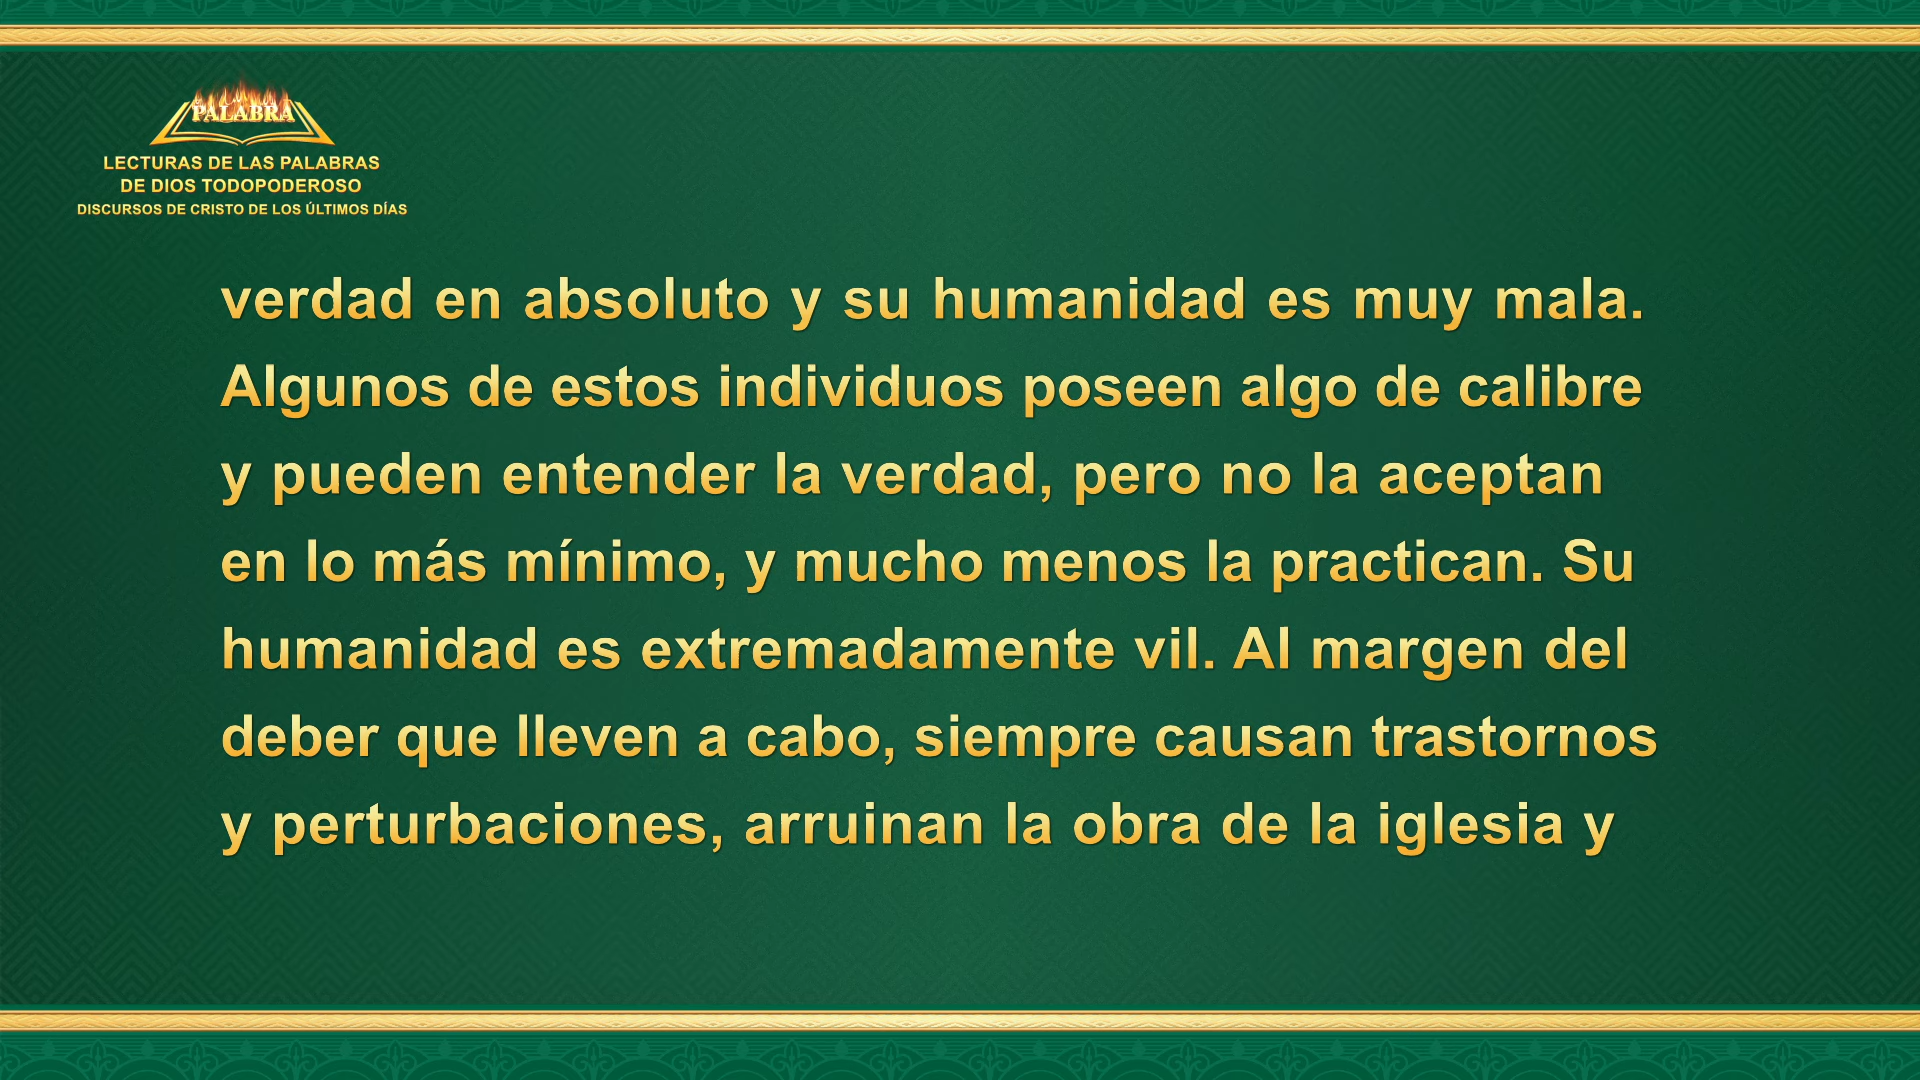 PALABRA
LECTURAS DE LAS PALABRAS
DE DIOS TODOPODEROSO
DISCURSOS DE CRISTO DE LOS ÚLTIMOS DÍAS
verdad en absoluto y su humanidad es muy mala.
Algunos de estos individuos poseen algo de calibre
y pueden entender la verdad, pero no la aceptan
en lo más mínimo, y mucho menos la practican. Su
humanidad es extremadamente vil. Al margen del
deber que lleven a cabo, siempre causan trastornos
y perturbaciones, arruinan la obra de la iglesia y